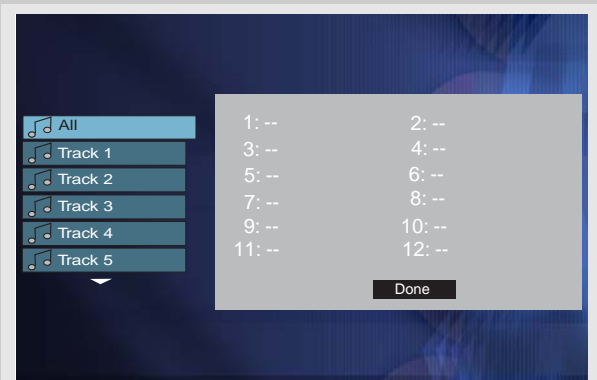 All
Track 1
Track 2
Track 3
Track 4
Track 5
1: -- 2: --
3: -- 4: --
5: -- 6: --
7: -- 8: --
9: -- 10: --
11: -- 12: --
Done